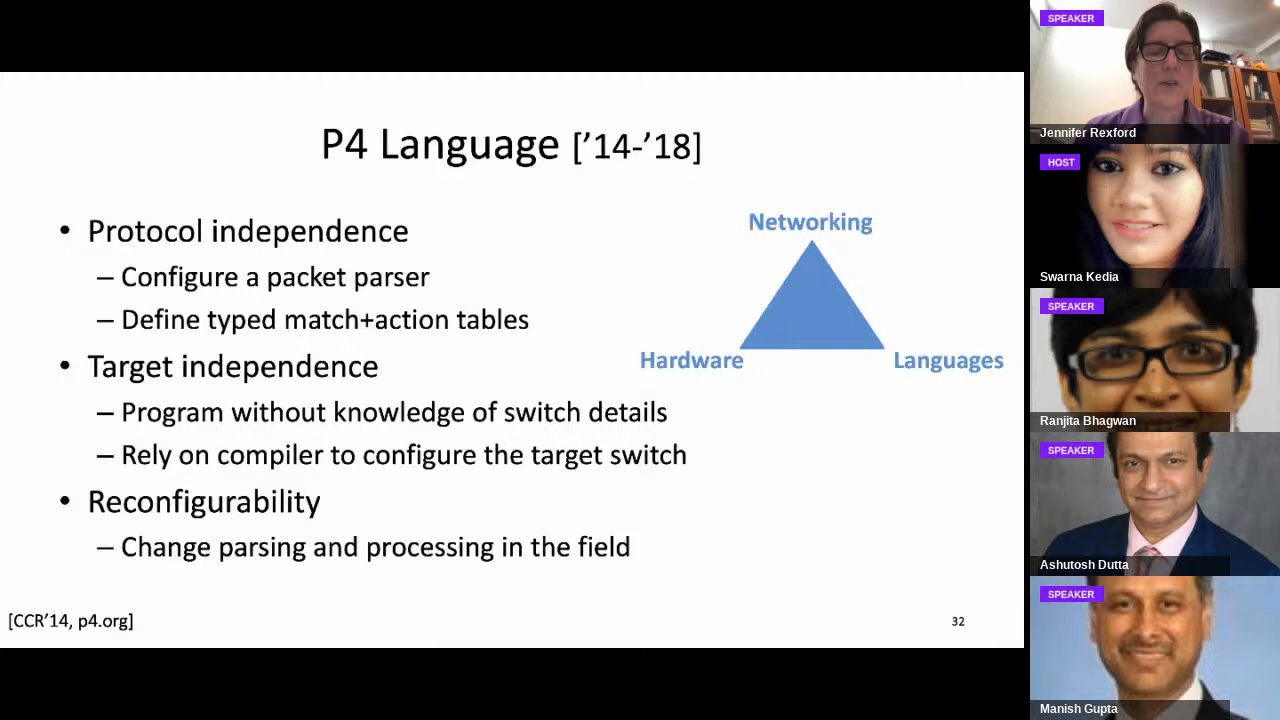 P4 Language [’14-’18]
• Protocol independence
– Configure a packet parser
– Define typed match+action tables
• Target independence
– Program without knowledge of switch details
– Rely on compiler to configure the target switch
• Reconfigurability
– Change parsing and processing in the field
Networking
Hardware
Languages
[CCR’14, p4.org]
32
SPEAKER
Jennifer Rexford
HOST
Swarna Kedia
SPEAKER
Ranjita Bhagwan
SPEAKER
Ashutosh Dutta
SPEAKER
Manish Gupta